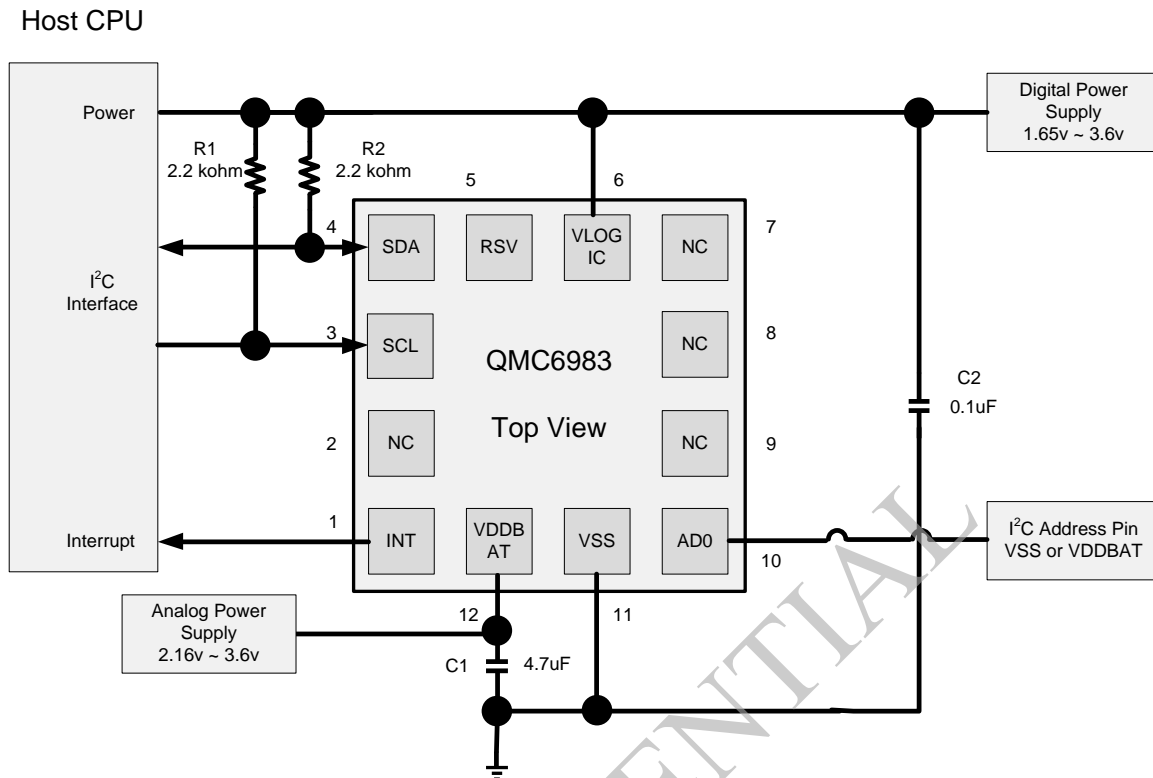 Host CPU
Power
I²C
Interface
Interrupt
R1
2.2 kohm
R2
2.2 kohm
Digital Power
Supply
1.65v ~ 3.6v
5
6
4
SDA
RSV
VLOG
IC
NC
7
3
SCL
NC
8
QMC6983
Top View
C2
0.1uF
2
NC
NC
9
1
INT
VDDB
AT
VSS
AD0
10
I²C Address Pin
VSS or VDDBAT
12
11
Analog Power
Supply
2.16v ~ 3.6v
C1
4.7uF
ENTIAL